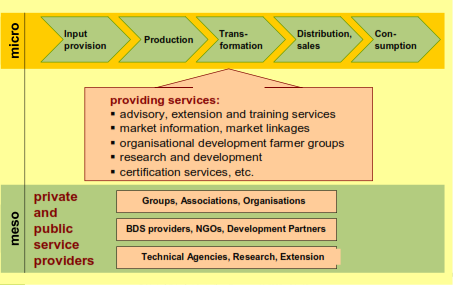 micro
Input
provision
Production
Trans-
formation
Distribution,
sales
Con-
sumption
providing services:
▪ advisory, extension and training services
▪ market information, market linkages
▪ organisational development farmer groups
▪ research and development
▪ certification services, etc.
meso
private
and
public
service
providers
Groups, Associations, Organisations
BDS providers, NGOs, Development Partners
Technical Agencies, Research, Extension